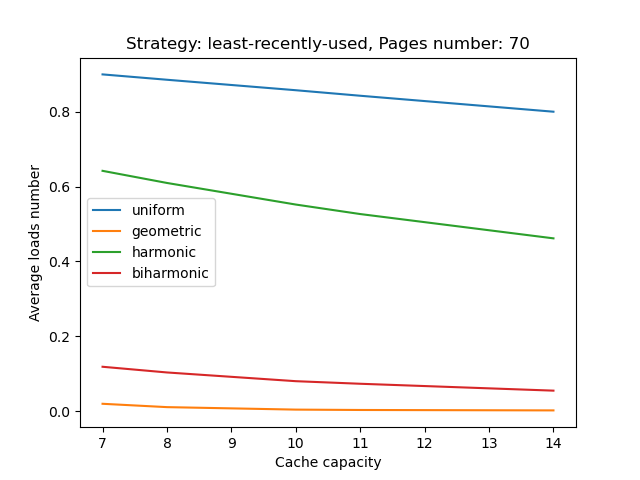 Strategy: least-recently-used, Pages number: 70
Average loads number
0.8
0.6
0.4
0.2
0.0
uniform
geometric
harmonic
biharmonic
7 8 9 10 11 12 13 14
Cache capacity